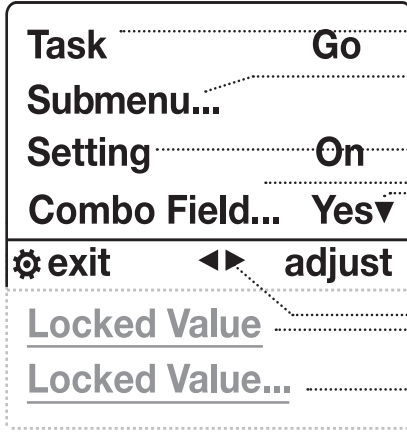 Task Go
Submenu...
Setting On
Combo Field... Yes▼
exit ◀▶ adjust
Locked Value
Locked Value...